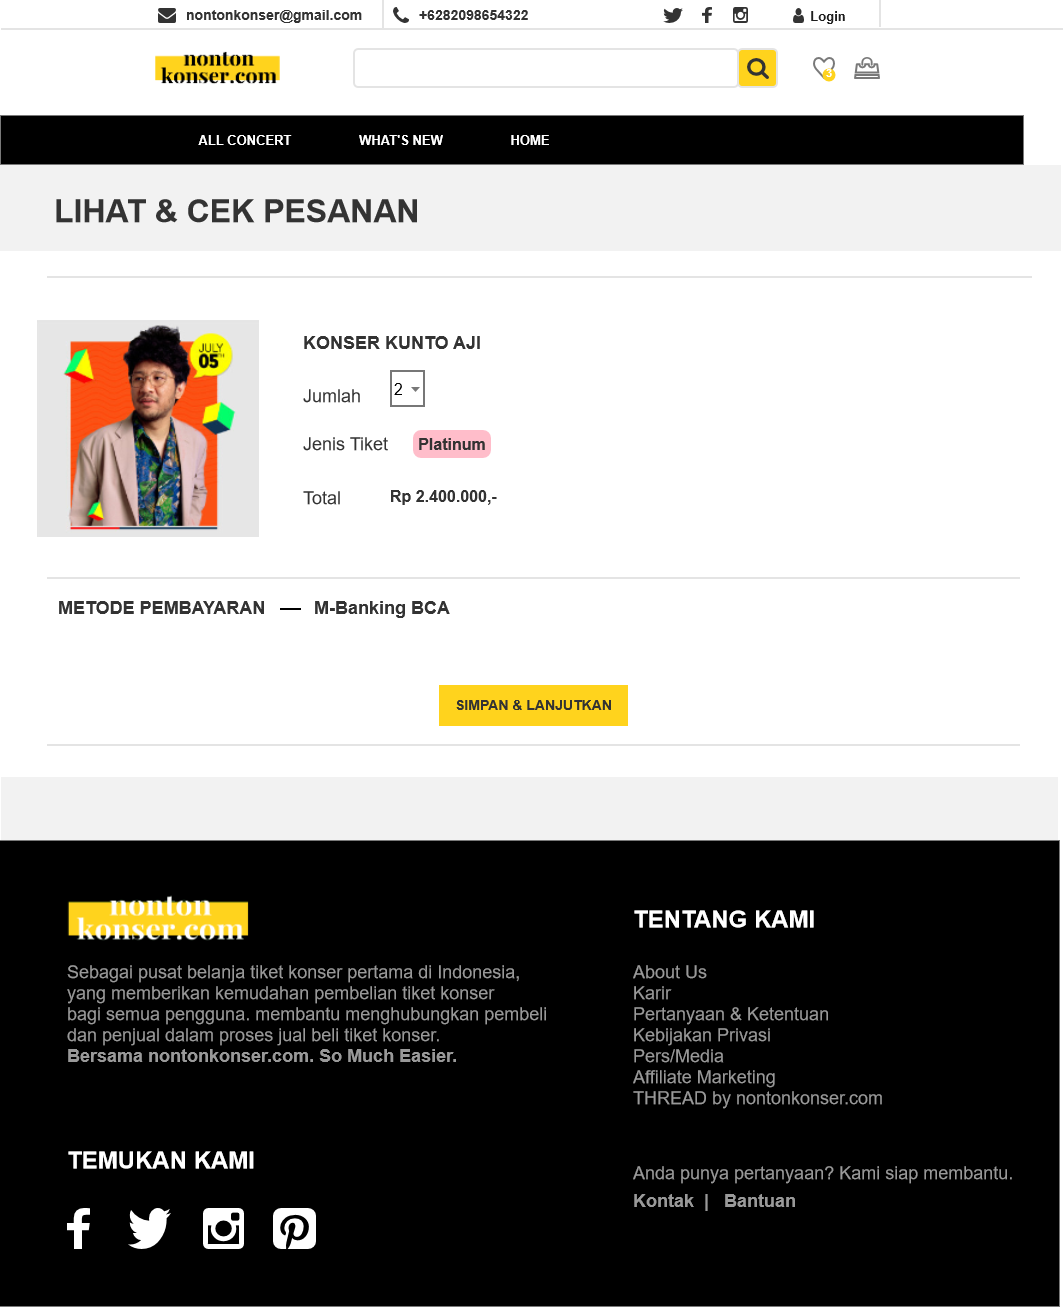 nontonkonser@gmail.com
+6282098654322
Login
nonton
konser.com
3
ALL CONCERT
WHAT'S NEW
HOME
LIHAT & CEK PESANAN
JULY
05TH
KONSER KUNTO AJI
Jumlah
2
Jenis Tiket
Platinum
Total
Rp 2.400.000,-
METODE PEMBAYARAN — M-Banking BCA
SIMPAN & LANJUTKAN
nonton
konser.com
Sebagai pusat belanja tiket konser pertama di Indonesia,
yang memberikan kemudahan pembelian tiket konser
bagi semua pengguna. membantu menghubungkan pembeli
dan penjual dalam proses jual beli tiket konser.
Bersama nontonkonser.com. So Much Easier.
TEMUKAN KAMI
TENTANG KAMI
About Us
Karir
Pertanyaan & Ketentuan
Kebijakan Privasi
Pers/Media
Affiliate Marketing
THREAD by nontonkonser.com
Anda punya pertanyaan? Kami siap membantu.
Kontak | Bantuan